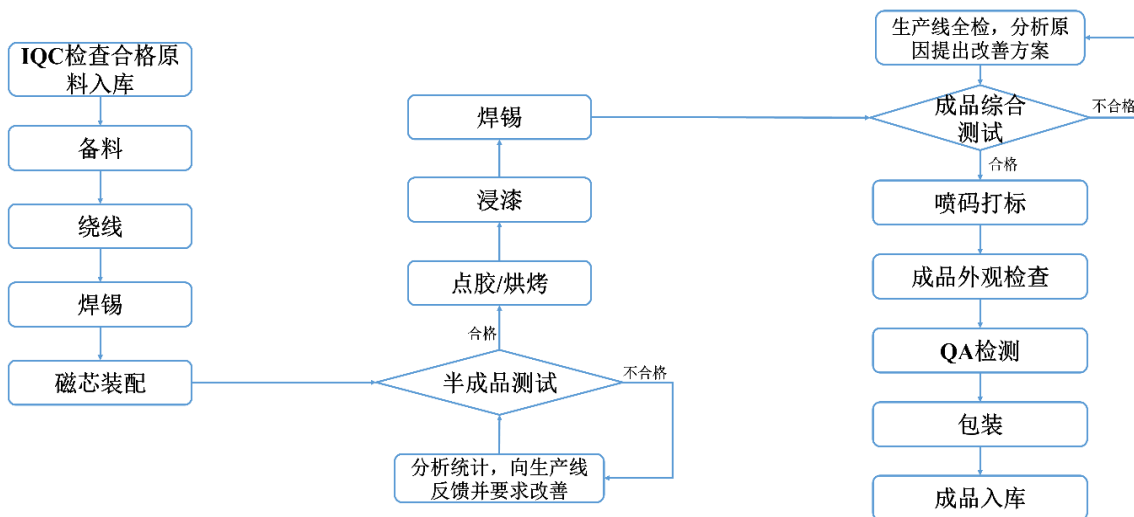 IQC检查合格原
料入库
备料
绕线
焊锡
磁芯装配
半成品测试
不合格
分析统计，向生产线
反馈并要求改善
合格
点胶/烘烤
浸漆
焊锡
成品综合
测试
不合格
生产线全检，分析原
因提出改善方案
合格
喷码打标
成品外观检查
QA检测
包装
成品入库